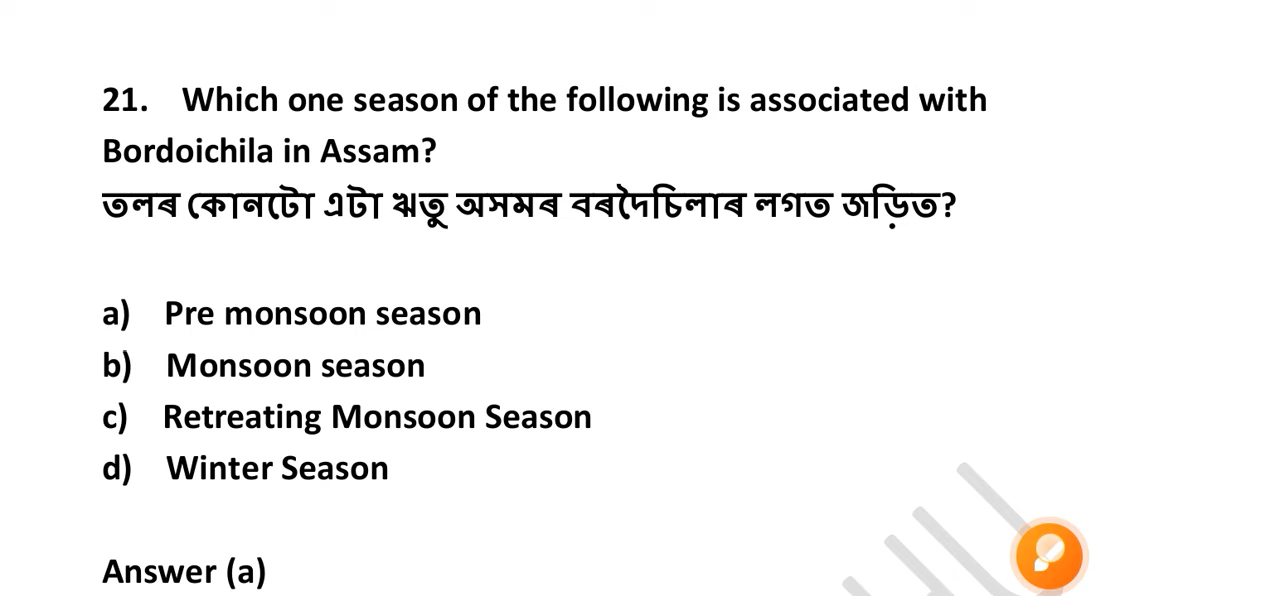 21. Which one season of the following is associated with
Bordoichila in Assam?
তলৰ কোনটো এটা ঋতু অসমৰ বৰদৈচিলাৰ লগত জড়িত?
a) Pre monsoon season
b) Monsoon season
c) Retreating Monsoon Season
d) Winter Season
Answer (a)